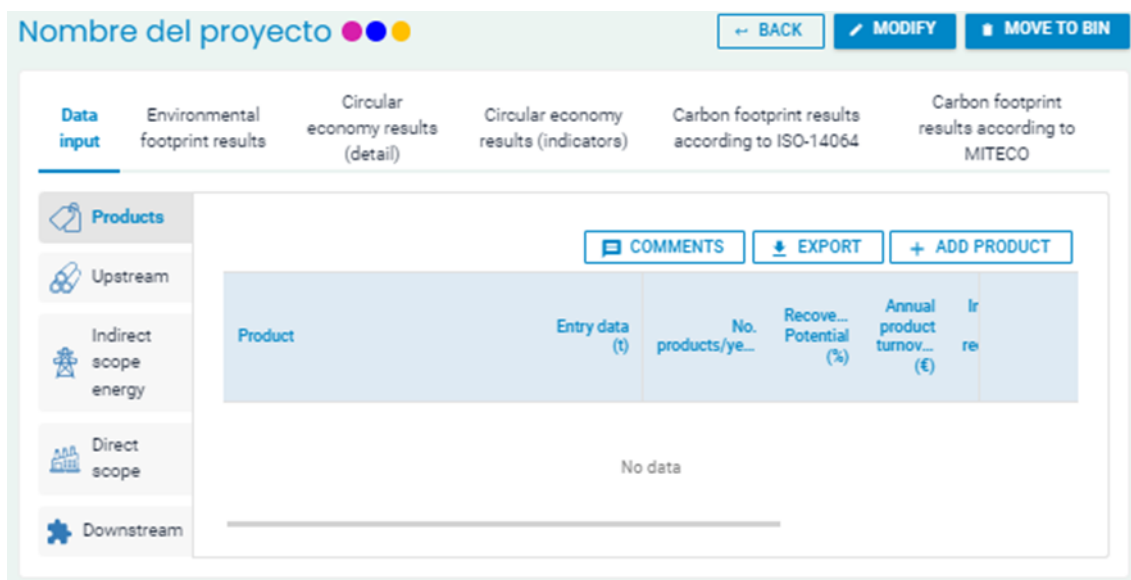 Nombre del proyecto
BACK
MODIFY
MOVE TO BIN
Data
input
Environmental
footprint results
Circular
economy results
(detail)
Circular economy
results (indicators)
Carbon footprint results
according to ISO-14064
Carbon footprint
results according to
MITECO
Products
Upstream
Indirect
scope
energy
Direct
scope
Downstream
COMMENTS
EXPORT
+ ADD PRODUCT
Product
Entry data
(t)
No.
products/ye...
Recove...
Potential
(%)
Annual
product
turnov...
(€)
No data